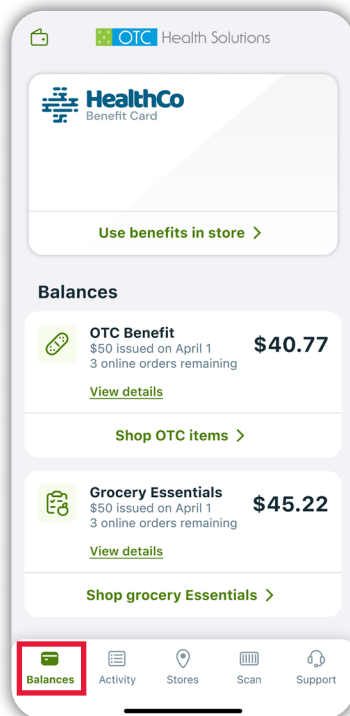 OTC Health Solutions
HealthCo
Benefit Card
Use benefits in store >
Balances
OTC Benefit
$50 issued on April 1
3 online orders remaining
$40.77
View details
Shop OTC items >
Grocery Essentials
$50 issued on April 1
3 online orders remaining
$45.22
View details
Shop grocery Essentials >
Balances
Activity
Stores
Scan
Support